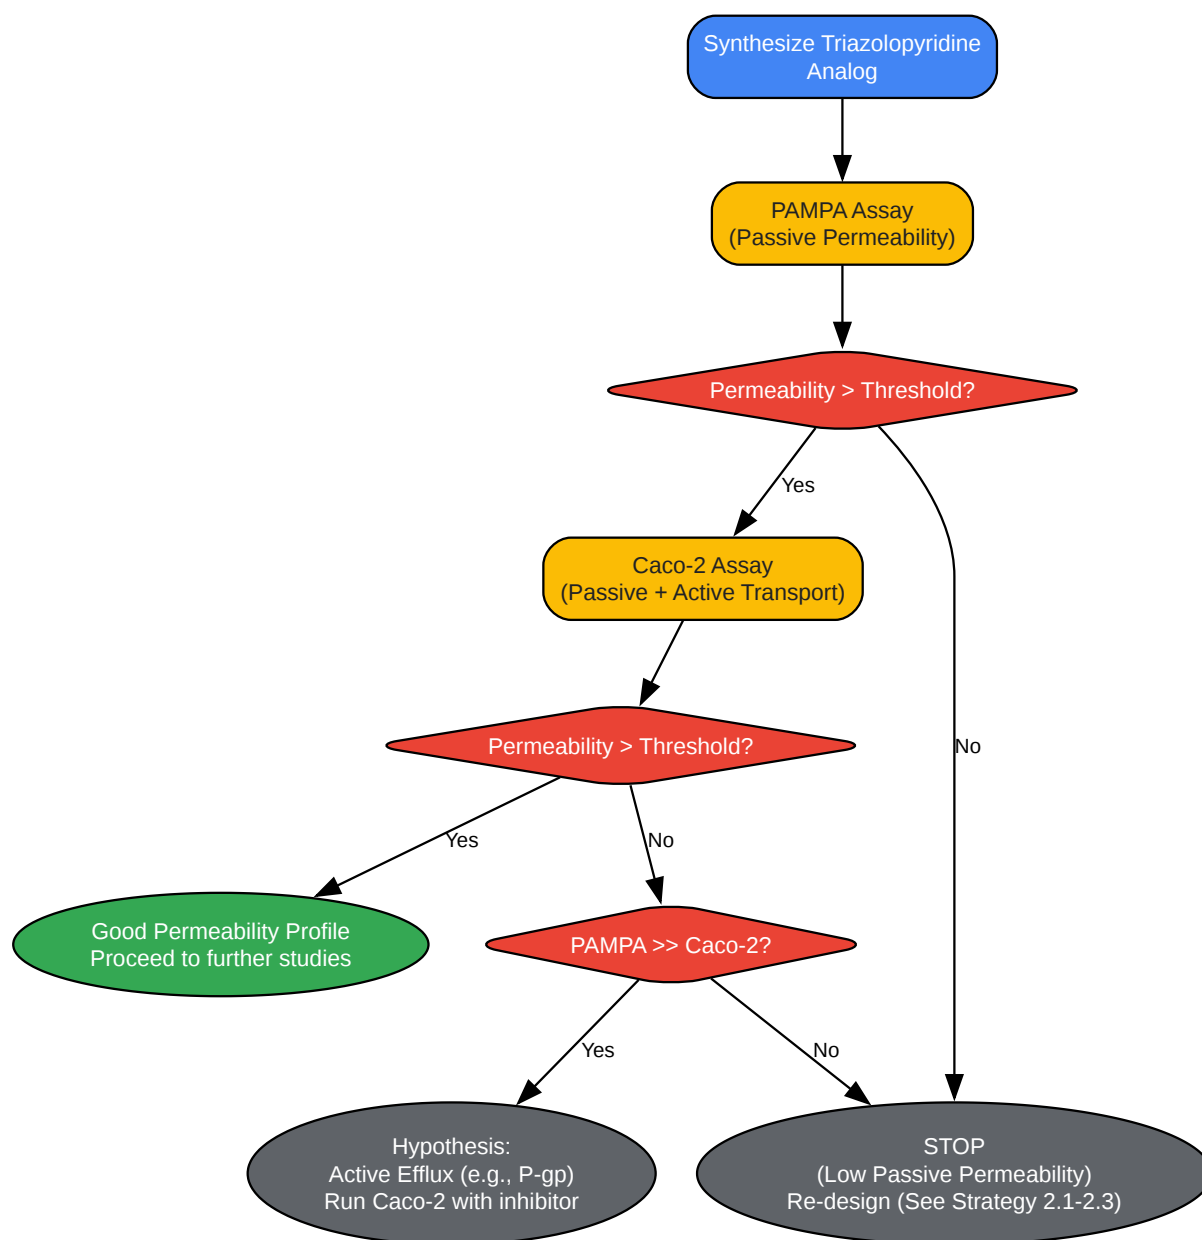 Synthesize Triazolopyridine
Analog
PAMPA Assay
(Passive Permeability)
Permeability > Threshold?
Yes
Caco-2 Assay
(Passive + Active Transport)
Permeability > Threshold?
No
Yes
No
Good Permeability Profile
Proceed to further studies
PAMPA >> Caco-2?
Yes
No
Hypothesis:
Active Efflux (e.g., P-gp)
Run Caco-2 with inhibitor
STOP
(Low Passive Permeability)
Re-design (See Strategy 2.1-2.3)